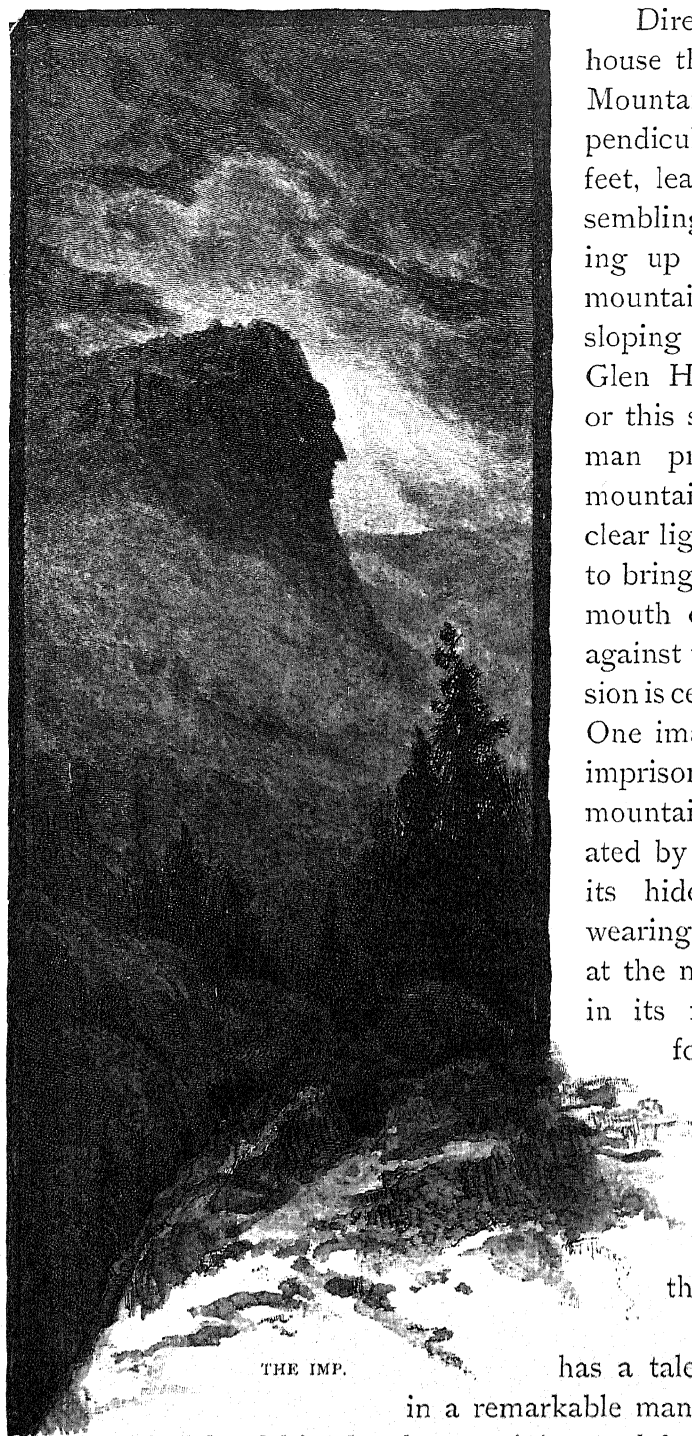 Dire
house th
Mounta
pendicul
feet, lea
sembling
ing up
mountai
sloping
Glen H
or this s
man pr
mountai
clear lig
to bring
mouth
against
sion is ce
One ima
imprison
mountai
ated by
its hid
wearing
at the
in its
fo
th
THE IMP.
has a tale
in a remarkable man